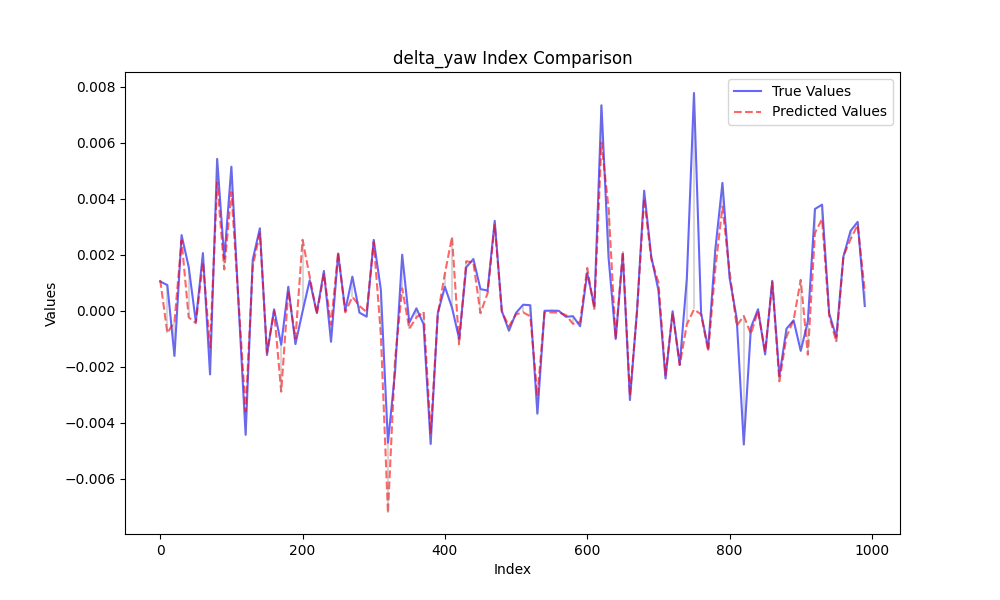 delta_yaw Index Comparison
True Values
Predicted Values
Values
0.008
0.006
0.004
0.002
0.000
−0.002
−0.004
−0.006
0 200 400 600 800 1000
Index